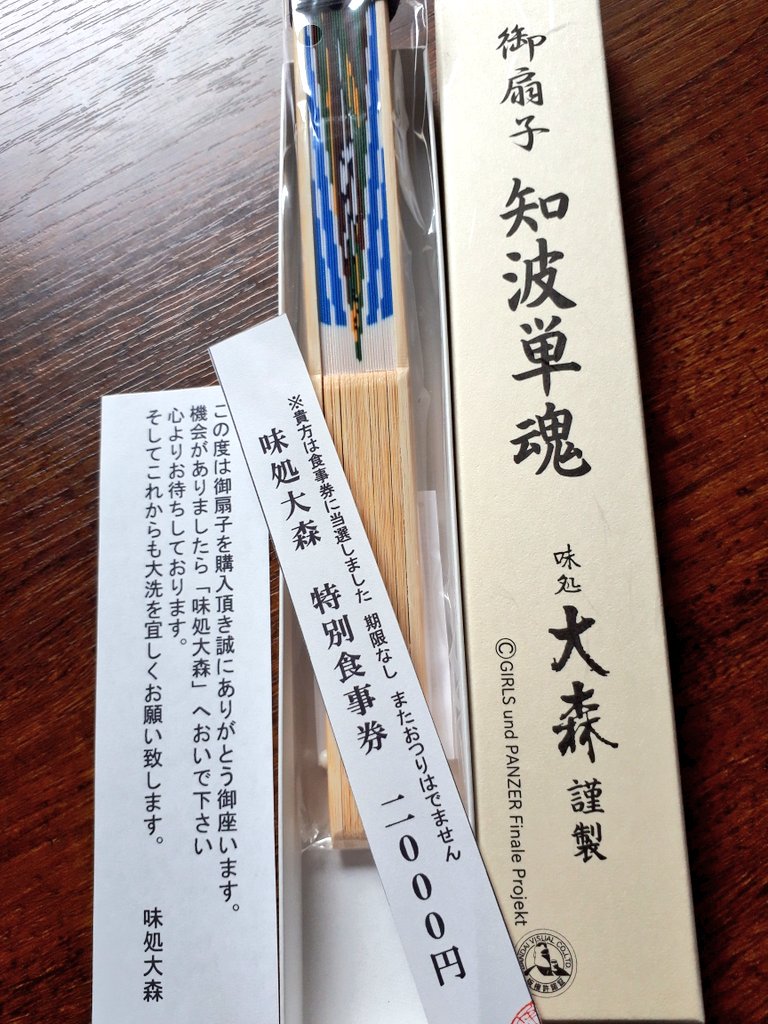 御扇子 知波単魂
味処 大森 謹製
©GIRLS und PANZER Finale Projekt
BANDAI VISUAL CO.,LTD
※貴方は食事券に当選しました 期限なし またおつりはでません
味処大森 特別食事券 二000円
この度は御扇子を購入頂き誠にありがとう御座います。
機会がありましたら「味処大森」へおいで下さい
心よりお待ちしております。
そしてこれからも大洗を宜しくお願い致します。 味処大森